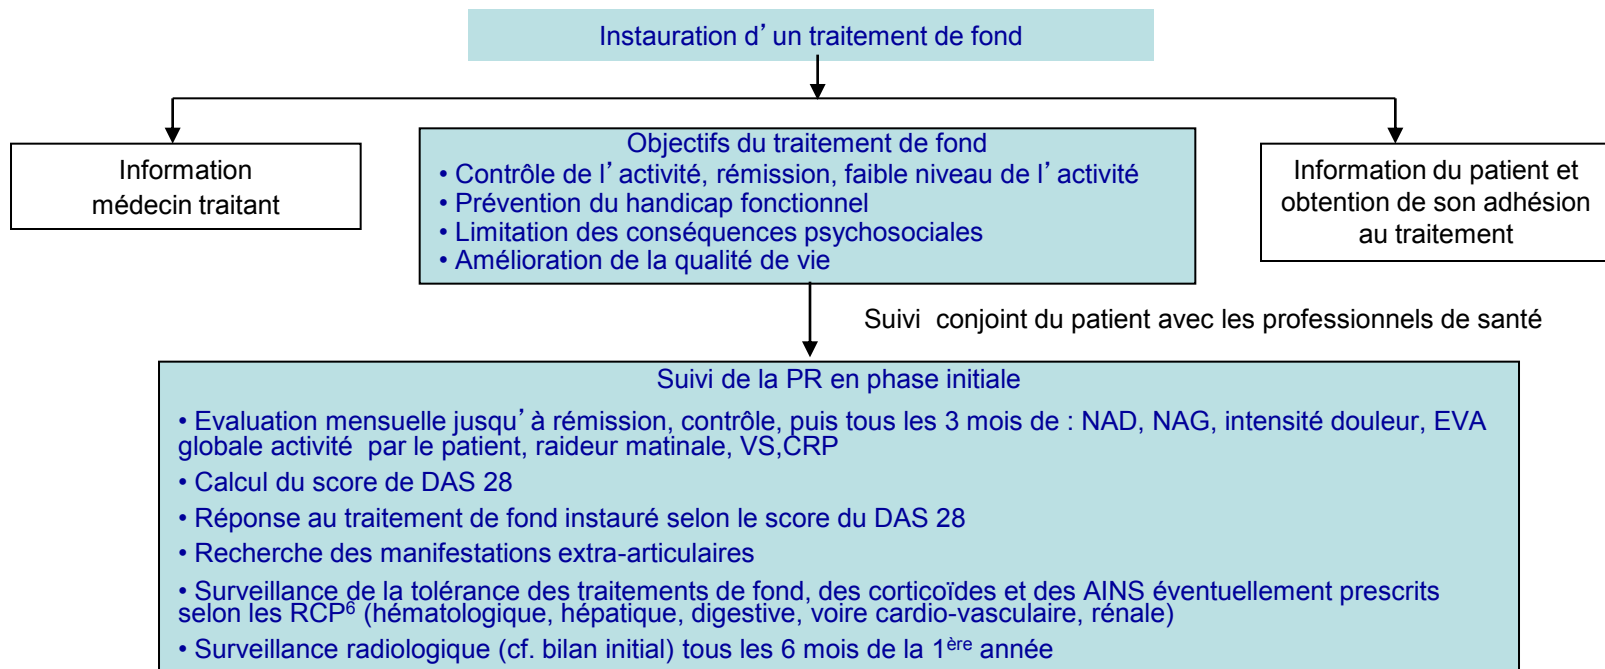 Instauration d’un traitement de fond
Information
médecin traitant
Objectifs du traitement de fond
• Contrôle de l’activité, rémission, faible niveau de l’activité
• Prévention du handicap fonctionnel
• Limitation des conséquences psychosociales
• Amélioration de la qualité de vie
Information du patient et
obtention de son adhésion
au traitement
Suivi conjoint du patient avec les professionnels de santé
Suivi de la PR en phase initiale
• Evaluation mensuelle jusqu’à rémission, contrôle, puis tous les 3 mois de : NAD, NAG, intensité douleur, EVA
globale activité par le patient, raideur matinale, VS,CRP
• Calcul du score de DAS 28
• Réponse au traitement de fond instauré selon le score du DAS 28
• Recherche des manifestations extra-articulaires
• Surveillance de la tolérance des traitements de fond, des corticoïdes et des AINS éventuellement prescrits
selon les RCP⁶ (hématologique, hépatique, digestive, voire cardio-vasculaire, rénale)
• Surveillance radiologique (cf. bilan initial) tous les 6 mois de la 1ère année